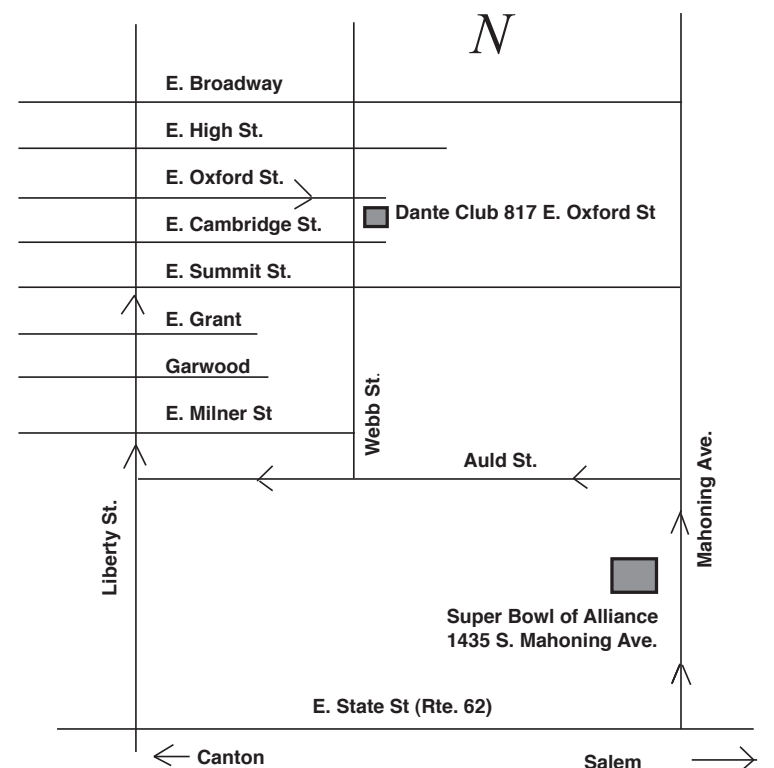 N
E. Broadway
E. High St.
E. Oxford St.
Dante Club 817 E. Oxford St
E. Cambridge St.
E. Summit St.
E. Grant
Garwood
E. Milner St
Webb St.
Auld St.
Mahoning Ave.
Liberty St.
Super Bowl of Alliance
1435 S. Mahoning Ave.
E. State St (Rte. 62)
Canton
Salem